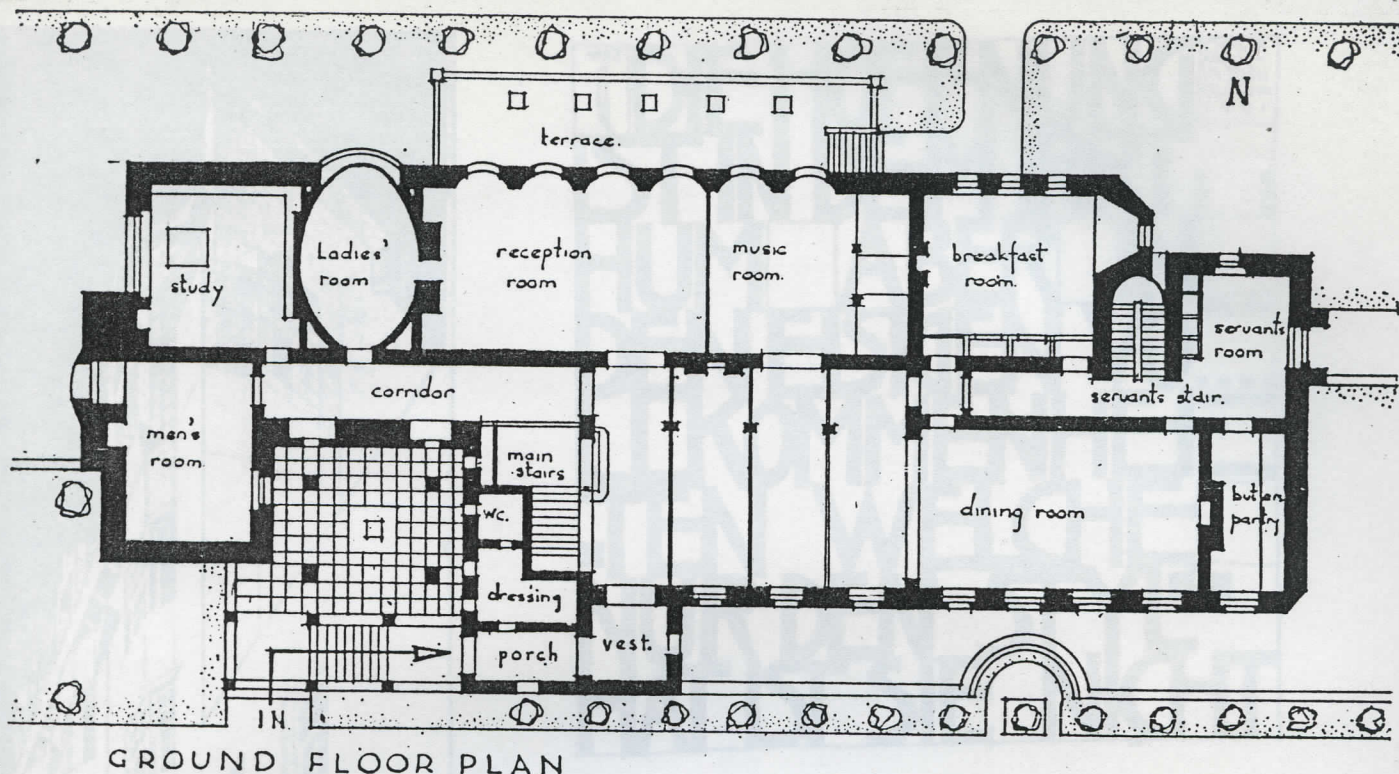 N
terrace.
study
Ladies'
room
reception
room
music
room.
breakfast
room.
servants
room
corridor
servants stair.
men's
room
main
stairs
wc.
dining room
butler
pantry
dressing
porch
vest.
IN
GROUND FLOOR PLAN